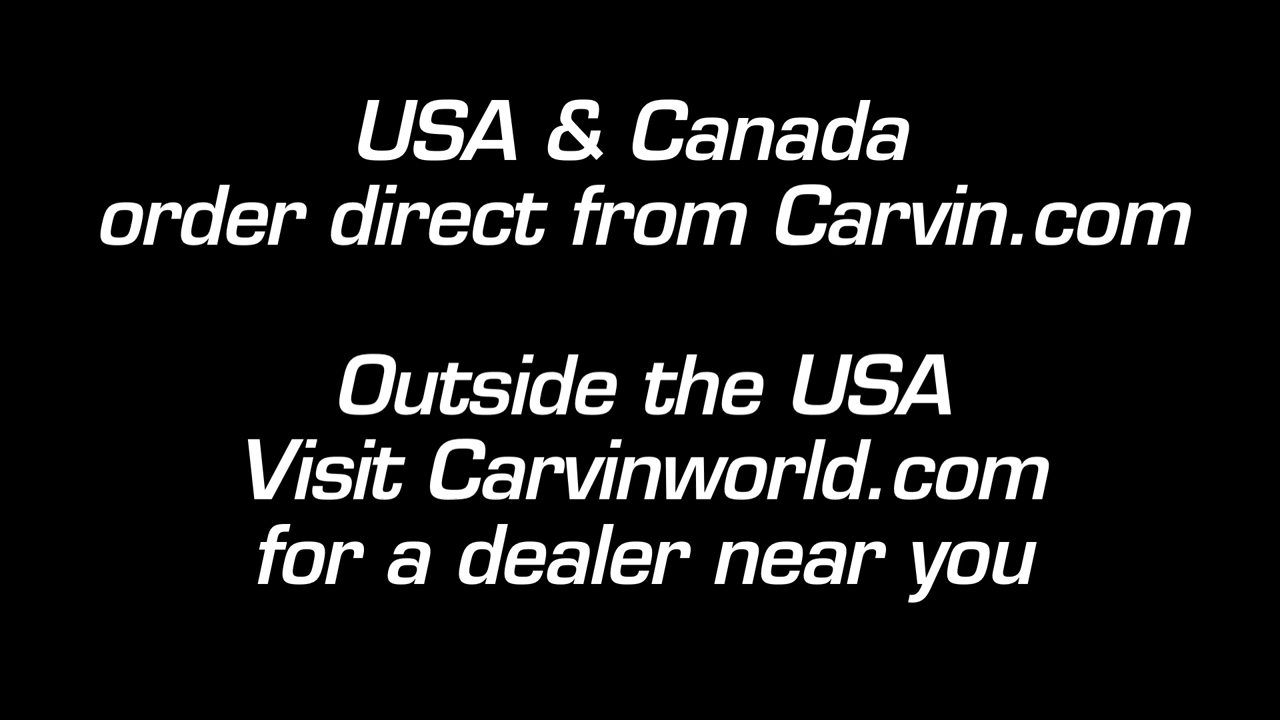 USA & Canada
order direct from Carvin.com
Outside the USA
Visit Carvinworld.com
for a dealer near you